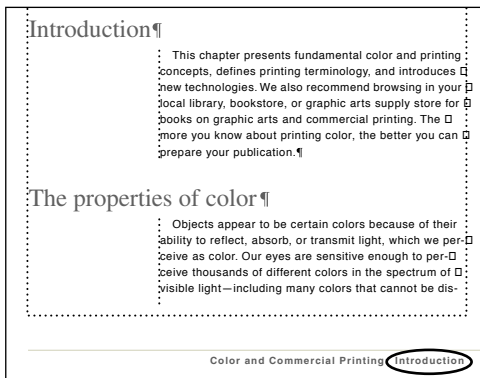 Introduction¶
This chapter presents fundamental color and printing
concepts, defines printing terminology, and introduces
new technologies. We also recommend browsing in your
local library, bookstore, or graphic arts supply store for
books on graphic arts and commercial printing. The
more you know about printing color, the better you can
prepare your publication.¶
The properties of color¶
Objects appear to be certain colors because of their
ability to reflect, absorb, or transmit light, which we per-
ceive as color. Our eyes are sensitive enough to per-
ceive thousands of different colors in the spectrum of
visible light—including many colors that cannot be dis-
Color and Commercial Printing Introduction